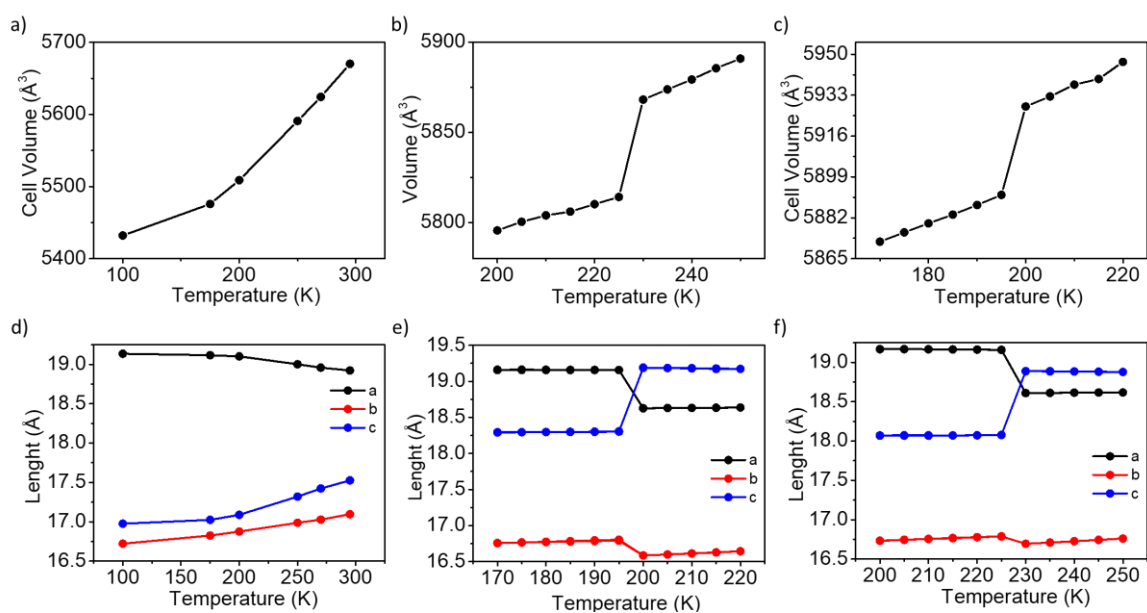 a)
5700
5600
5500
5400
Cell Volume (Å³)
100 200 300
Temperature (K)
b)
5900
5850
5800
Volume (Å³)
200 220 240
Temperature (K)
c)
5950
5933
5916
5899
5882
5865
Cell Volume (Å³)
180 200 220
Temperature (K)
d)
19.0
18.5
18.0
17.5
17.0
16.5
Lenght (Å)
a
b
c
100 150 200 250 300
Temperature (K)
e)
19.5
19.0
18.5
18.0
17.5
17.0
16.5
Lenght (Å)
a
b
c
170 180 190 200 210 220
Temperature (K)
f)
19.0
18.5
18.0
17.5
17.0
16.5
Lenght (Å)
a
b
c
200 210 220 230 240 250
Temperature (K)